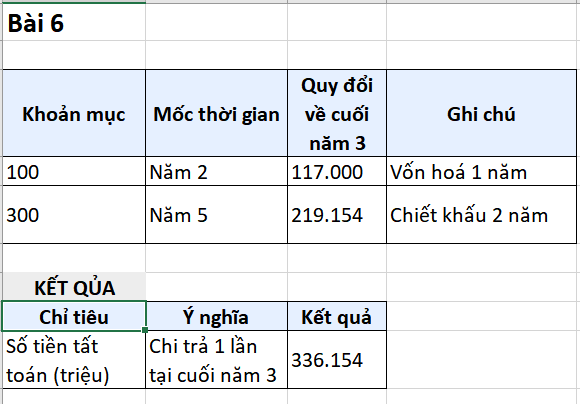 Bài 6
Khoản mục Mốc thời gian Quy đổi về cuối năm 3 Ghi chú
100 Năm 2 117.000 Vốn hoá 1 năm
300 Năm 5 219.154 Chiết khấu 2 năm
KẾT QỦA
Chỉ tiêu Ý nghĩa Kết quả
Số tiền tất toán (triệu) Chi trả 1 lần tại cuối năm 3 336.154